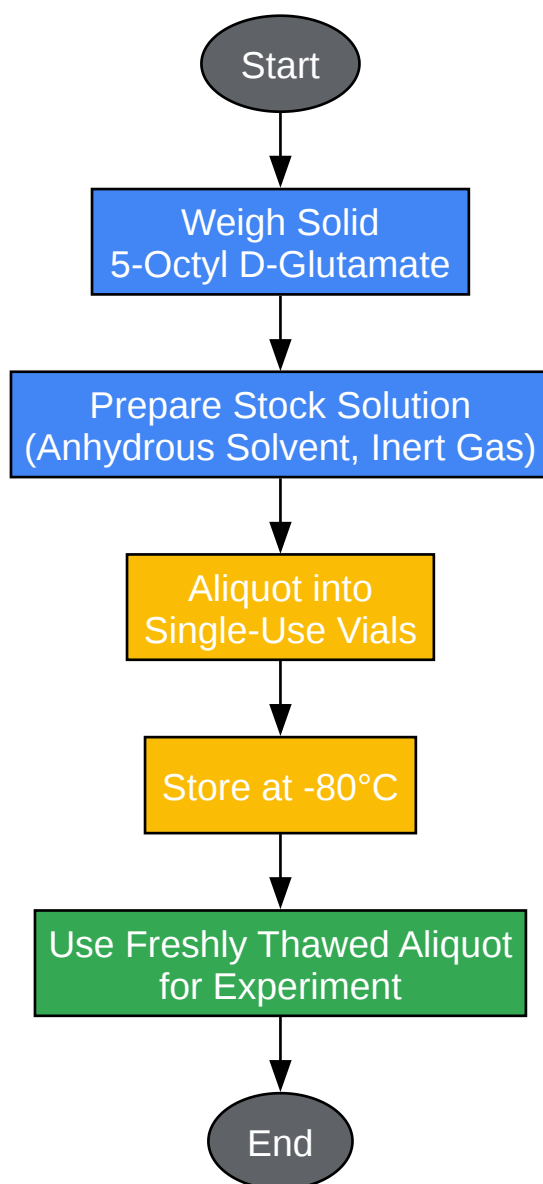 Start
Weigh Solid
5-Octyl D-Glutamate
Prepare Stock Solution
(Anhydrous Solvent, Inert Gas)
Aliquot into
Single-Use Vials
Store at -80°C
Use Freshly Thawed Aliquot
for Experiment
End